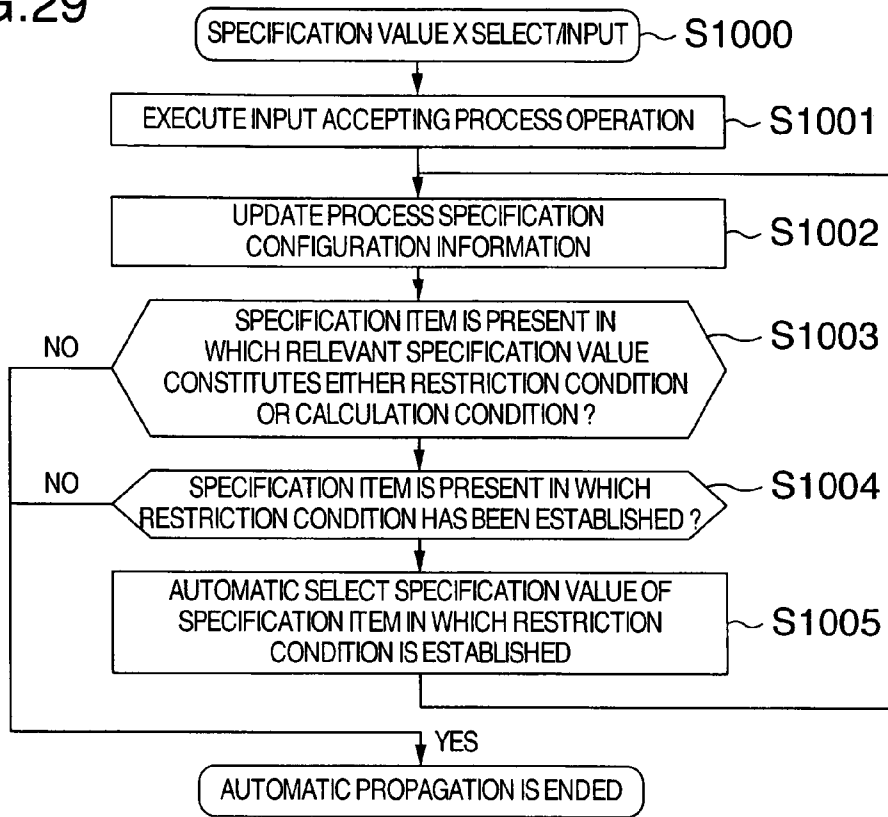 G.29
SPECIFICATION VALUE X SELECT/INPUT
S1000
EXECUTE INPUT ACCEPTING PROCESS OPERATION
S1001
UPDATE PROCESS SPECIFICATION
CONFIGURATION INFORMATION
S1002
SPECIFICATION ITEM IS PRESENT IN
WHICH RELEVANT SPECIFICATION VALUE
CONSTITUTES EITHER RESTRICTION CONDITION
OR CALCULATION CONDITION ?
S1003
NO
SPECIFICATION ITEM IS PRESENT IN WHICH
RESTRICTION CONDITION HAS BEEN ESTABLISHED ?
S1004
NO
AUTOMATIC SELECT SPECIFICATION VALUE OF
SPECIFICATION ITEM IN WHICH RESTRICTION
CONDITION IS ESTABLISHED
S1005
YES
AUTOMATIC PROPAGATION IS ENDED